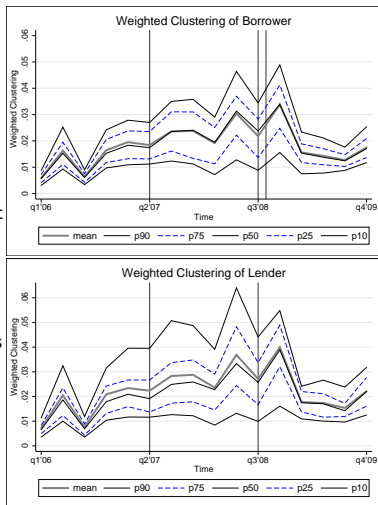 Weighted Clustering of Borrower
Weighted Clustering
.06
.05
.04
.03
.02
.01
0
q1'06
q2'07
q3'08
q4'09
Time
mean p90 p75 p50 p25 p10
Weighted Clustering of Lender
Weighted Clustering
.06
.05
.04
.03
.02
.01
0
q1'06
q2'07
q3'08
q4'09
Time
mean p90 p75 p50 p25 p10